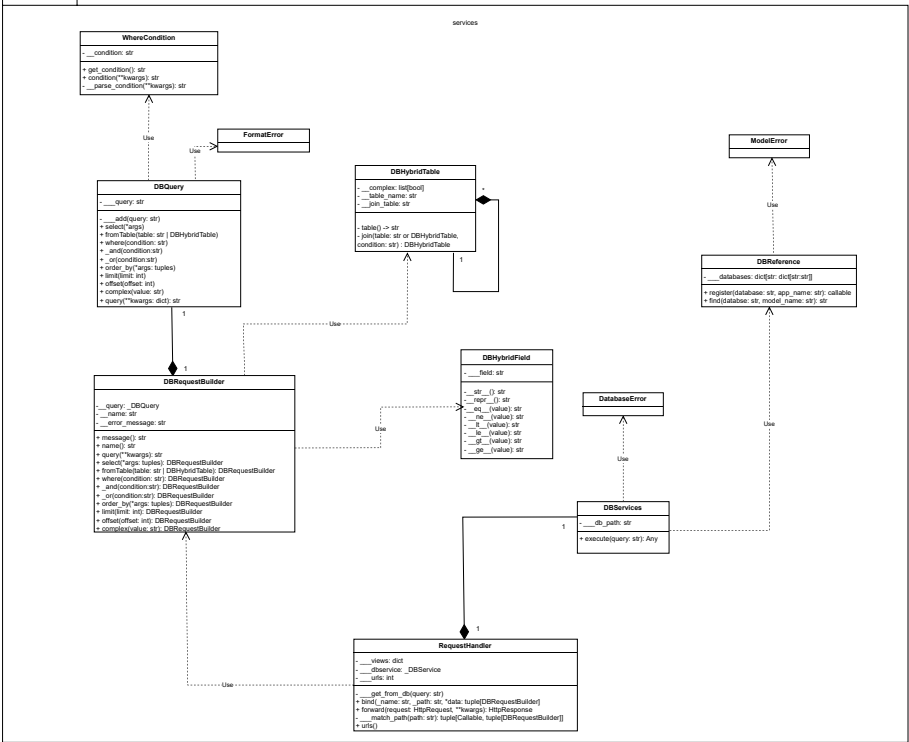 services
WhereCondition
- __condition: str
+ get_condition(): str
+ condition(**kwargs): str
- __parse_condition(**kwargs): str
Use
FormatError
Use
DBQuery
- ___query: str
- ___add(query: str)
+ select(*args)
+ fromTable(table: str | DBHybridTable)
+ where(condition: str)
+ _and(condition:str)
+ _or(condition:str)
+ order_by(*args: tuples)
+ limit(limit: int)
+ offset(offset: int)
+ complex(value: str)
+ query(**kwargs: dict): str
1
1
DBHybridTable
- __complex: list[bool]
- __table_name: str
- __join_table: str
- table() -> str
- join(table: str or DBHybridTable,
condition: str) : DBHybridTable
*
1
Use
ModelError
Use
DBReference
- ___databases: dict[str: dict[str:str]]
+ register(database: str, app_name: str): callable
+ find(databse: str, model_name: str): str
DBRequestBuilder
-__query: _DBQuery
- __name: str
- __error_message: str
+ message(): str
+ name(): str
+ query(**kwargs): str
+ select(*args: tuples): DBRequestBuilder
+ fromTable(table: str | DBHybridTable): DBRequestBuilder
+ where(condition: str): DBRequestBuilder
+ _and(condition:str): DBRequestBuilder
+ _or(condition:str): DBRequestBuilder
+ order_by(*args: tuples): DBRequestBuilder
+ limit(limit: int): DBRequestBuilder
+ offset(offset: int): DBRequestBuilder
+ complex(value: str): DBRequestBuilder
Use
DBHybridField
- ___field: str
-__str__(): str
- __repr__(): str
- __eq__(value): str
- __ne__(value): str
- __lt__(value): str
- __le__(value): str
- __gt__(value): str
- __ge__(value): str
DatabaseError
Use
Use
DBServices
- ___db_path: str
+ execute(query: str): Any
1
1
RequestHandler
- ___views: dict
- ___dbservice: _DBService
- ___urls: int
- ___get_from_db(query: str)
+ bind(_name: str, _path: str, *data: tuple[DBRequestBuilder]
+ forward(request: HttpRequest, **kwargs): HttpResponse
- ___match_path(path: str): tuple[Callable, tuple[DBRequestBuilder]]
+ urls()
Use